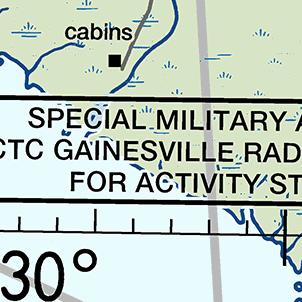 cabins
SPECIAL MILITARY A
CTC GAINESVILLE RAD
FOR ACTIVITY ST
30°